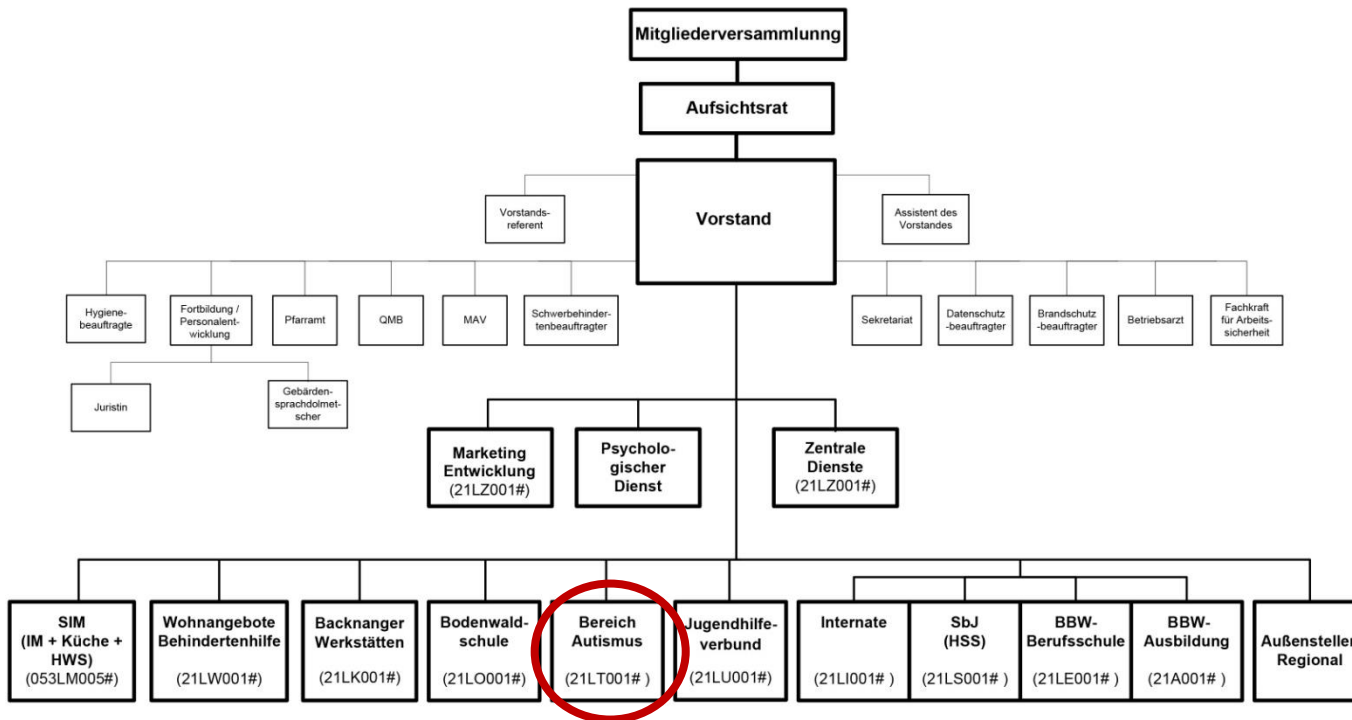 Mitgliederversammlunng
Aufsichtsrat
Vorstand
Vorstands-
referent
Assistent des
Vorstandes
Hygiene-
beauftragte
Fortbildung /
Personalent-
wicklung
Pfarramt
QMB
MAV
Schwerbehinder-
tenbeauftragter
Sekretariat
Datenschutz
-beauftragter
Brandschutz
-beauftragter
Betriebsarzt
Fachkraft
für Arbeits-
sicherheit
Juristin
Gebärden-
sprachdolmet-
scher
Marketing
Entwicklung
(21LZ001#)
Psycholo-
gischer
Dienst
Zentrale
Dienste
(21LZ001#)
SIM
(IM + Küche +
HWS)
(053LM005#)
Wohnangebote
Behindertenhilfe
(21LW001#)
Backnanger
Werkstätten
(21LK001#)
Bodenwald-
schule
(21LO001#)
Bereich
Autismus
(21LT001# )
Jugendhilfe-
verbund
(21LU001#)
Internate
(21LI001# )
SbJ
(HSS)
(21LS001# )
BBW-
Berufsschule
(21LE001# )
BBW-
Ausbildung
(21A001# )
Außenstellen
Regional